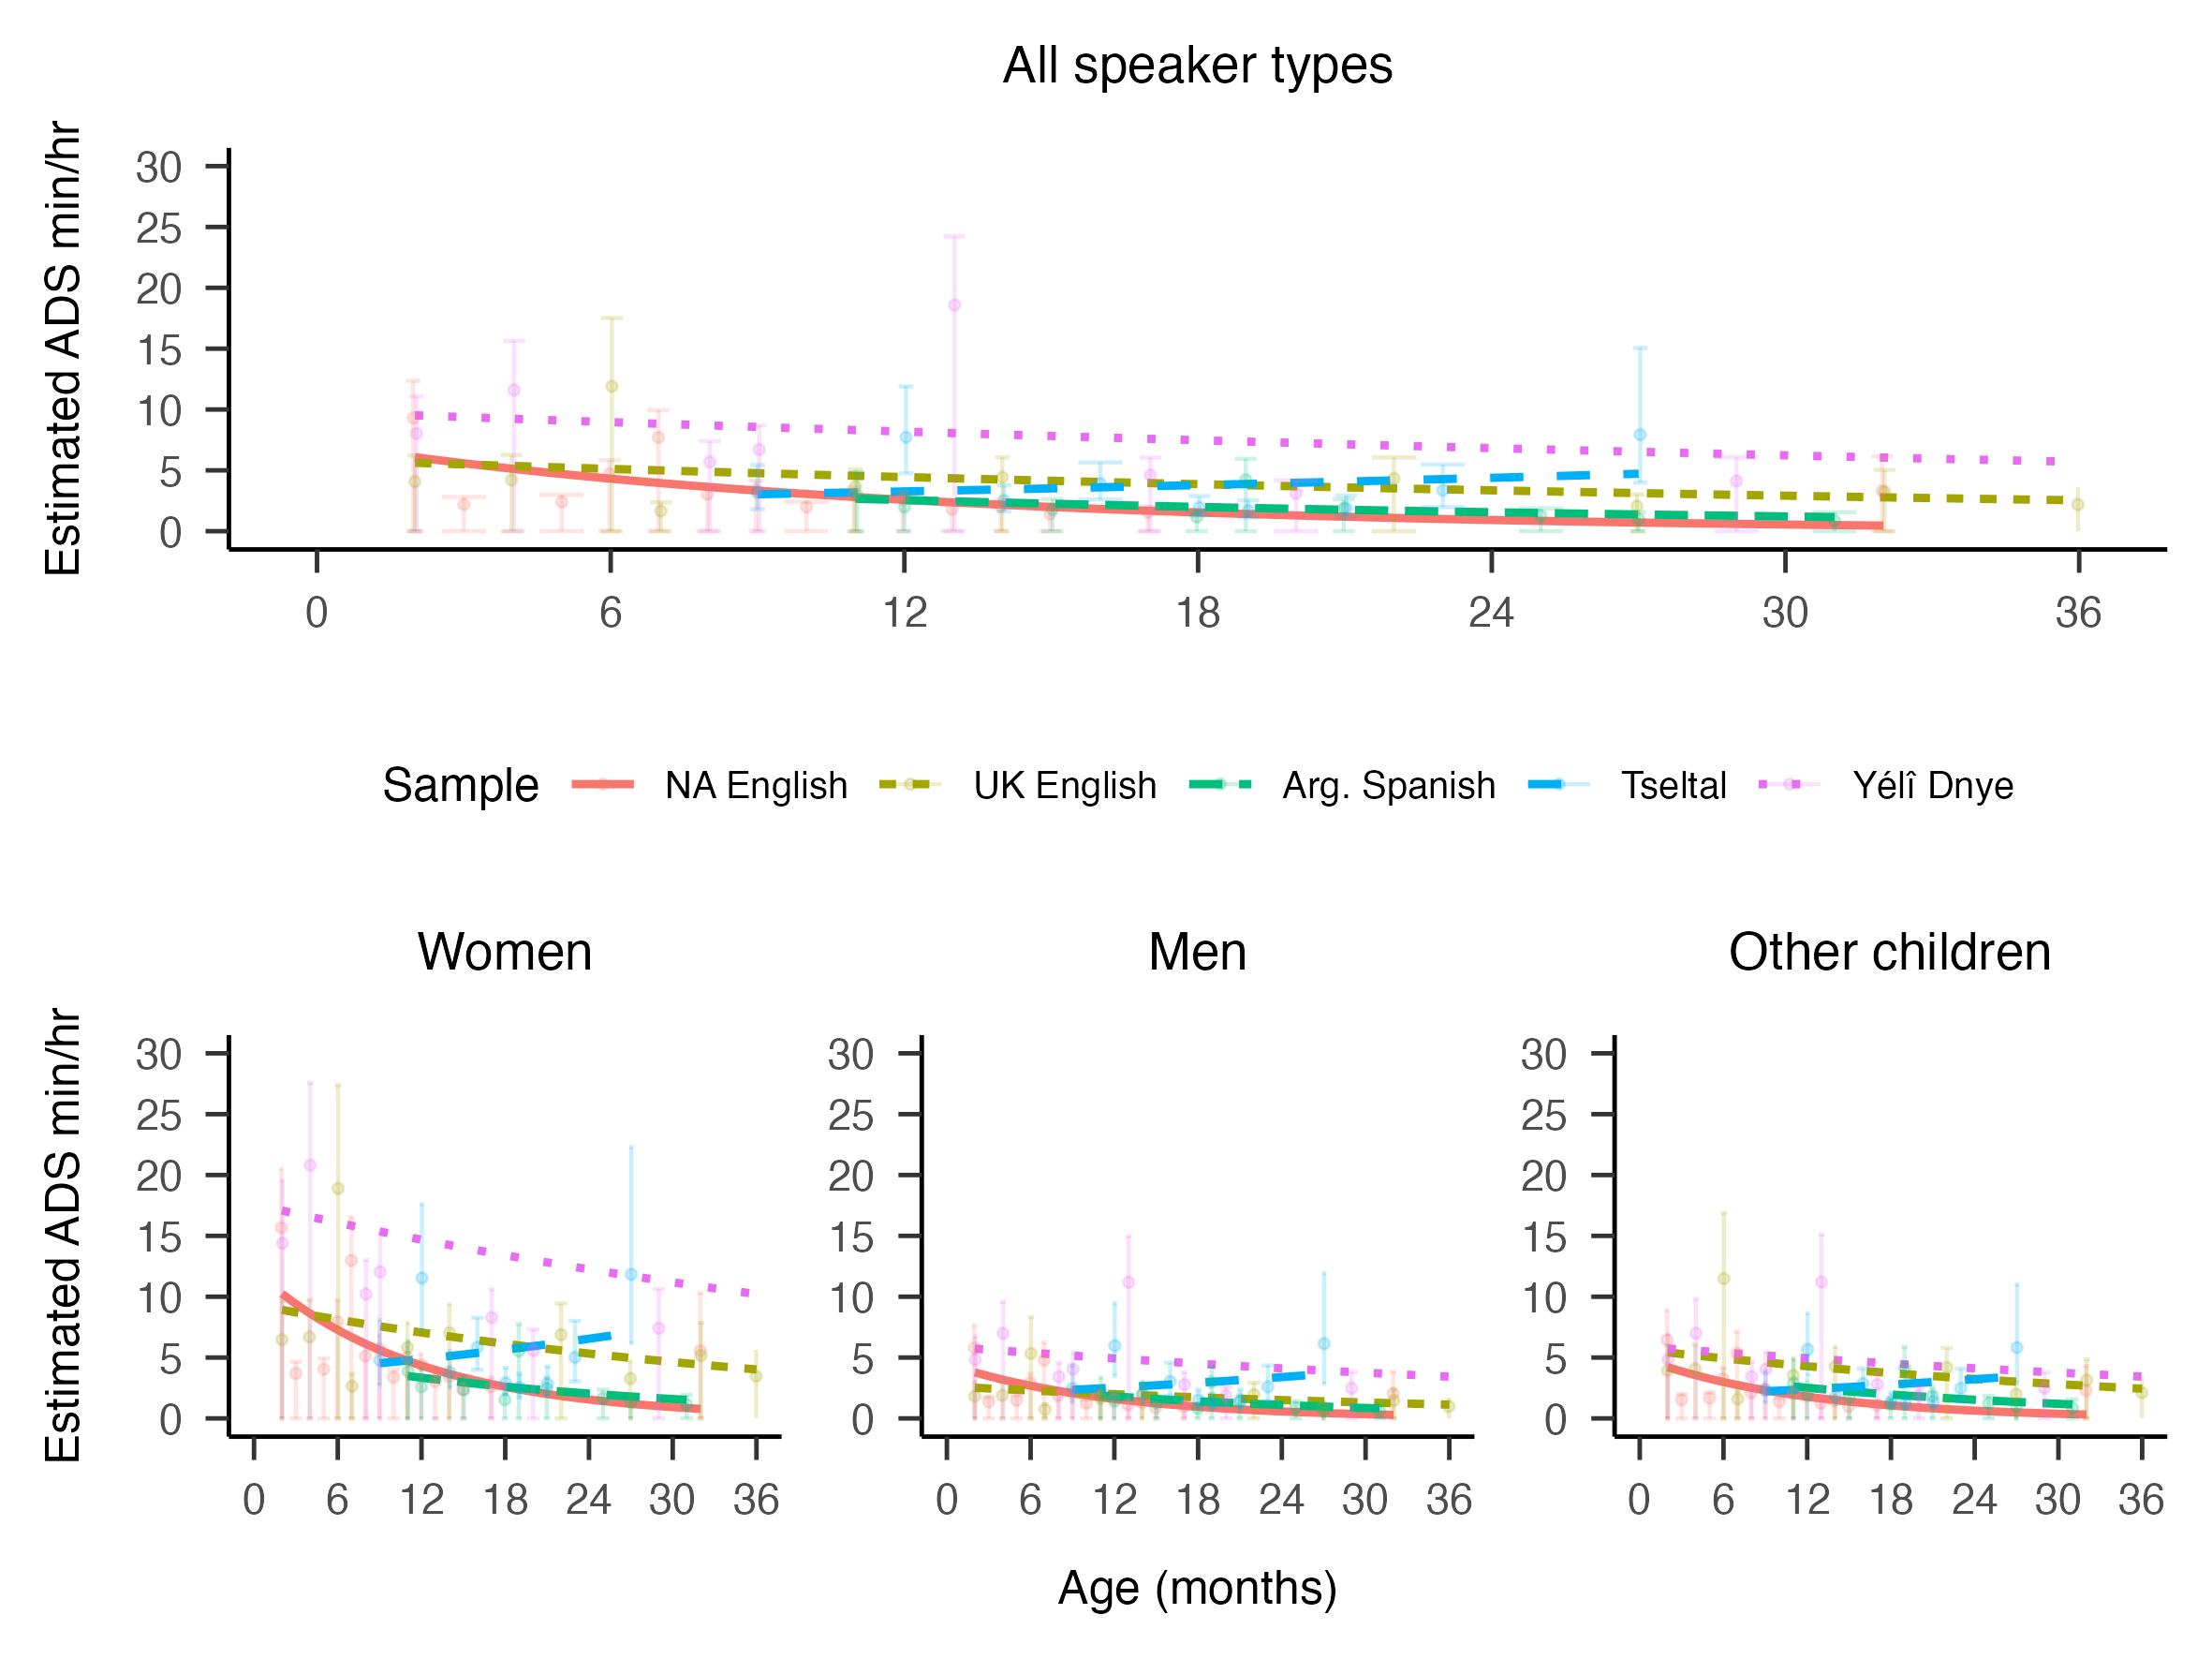 All speaker types
Estimated ADS min/hr
30
25
20
15
10
5
0
0 6 12 18 24 30 36
Sample NA English UK English Arg. Spanish Tseltal Yélî Dnye
Women Men Other children
Estimated ADS min/hr
30 30 30
25 25 25
20 20 20
15 15 15
10 10 10
5 5 5
0 0 0
0 6 12 18 24 30 36 0 6 12 18 24 30 36 0 6 12 18 24 30 36
Age (months)